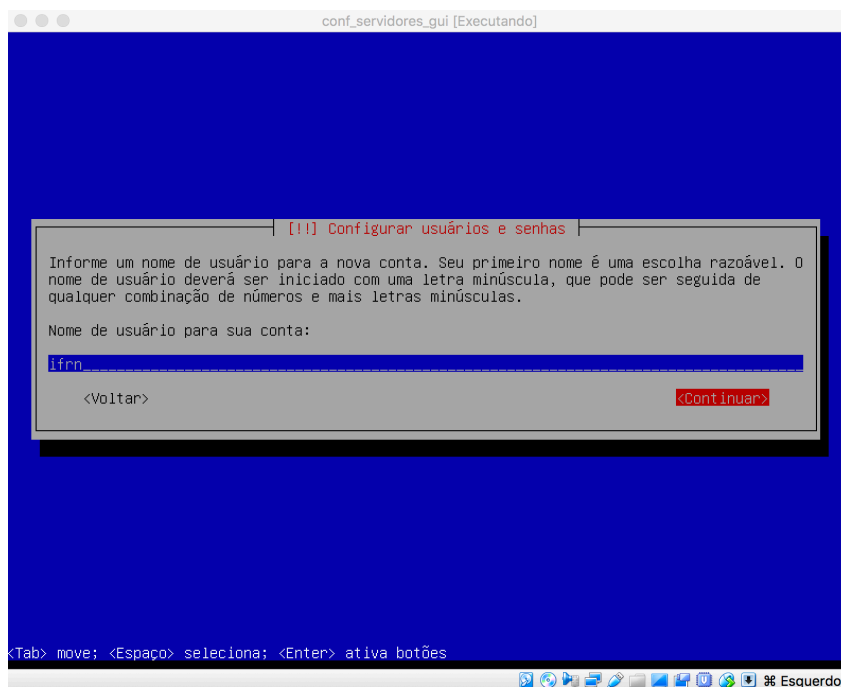 conf_servidores_gui [Executando]
[!!] Configurar usuários e senhas
Informe um nome de usuário para a nova conta. Seu primeiro nome é uma escolha razoável. O
nome de usuário deverá ser iniciado com uma letra minúscula, que pode ser seguida de
qualquer combinação de números e mais letras minúsculas.
Nome de usuário para sua conta:
ifrn
<Voltar> <Continuar>
<Tab> move; <Espaço> seleciona; <Enter> ativa botões
⌘ Esquerdo